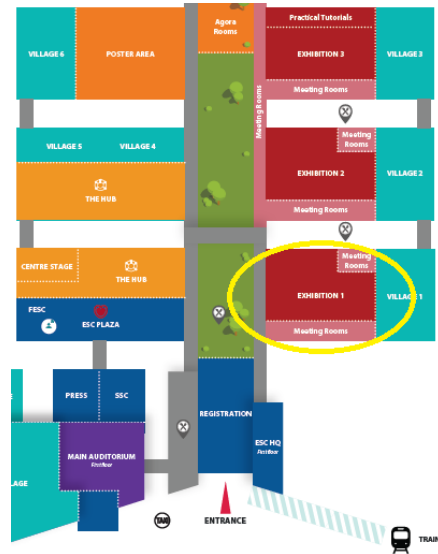 VILLAGE 6
POSTER AREA
Agora
Rooms
Practical Tutorials
EXHIBITION 3
VILLAGE 3
Meeting Rooms
Meeting Rooms
VILLAGE 5
VILLAGE 4
THE HUB
Meeting
Rooms
EXHIBITION 2
VILLAGE 2
Meeting Rooms
CENTRE STAGE
THE HUB
Meeting
Rooms
EXHIBITION 1
VILLAGE 1
Meeting Rooms
FESC
ESC PLAZA
PRESS
SSC
REGISTRATION
MAIN AUDITORIUM
First floor
ESC HQ
First floor
LAGE
TAXI
ENTRANCE
TRAIN